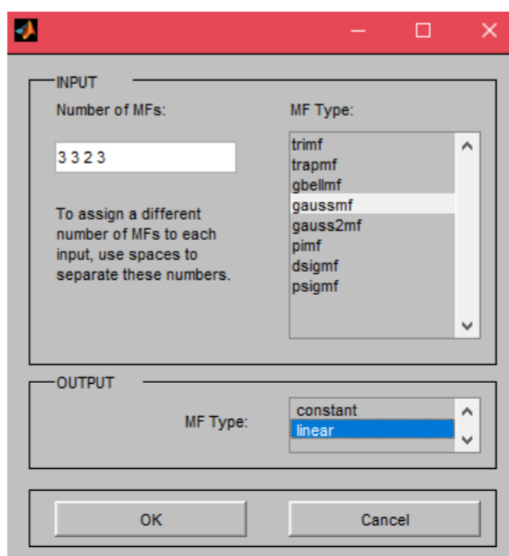 INPUT
Number of MFs:
3 3 2 3
To assign a different
number of MFs to each
input, use spaces to
separate these numbers.
MF Type:
trimf
trapmf
gbellmf
gaussmf
gauss2mf
pimf
dsigmf
psigmf
OUTPUT
MF Type:
constant
linear
OK
Cancel